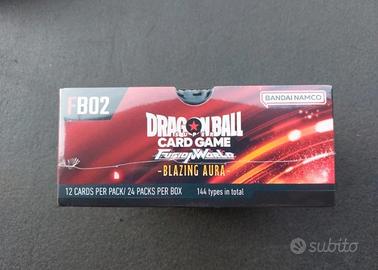 FB02
BANDAI NAMCO
DRAGON BALL
SUPER
CARD GAME
FUSION WORLD
-BLAZING AURA-
12 CARDS PER PACK/ 24 PACKS PER BOX
144 types in total
subito